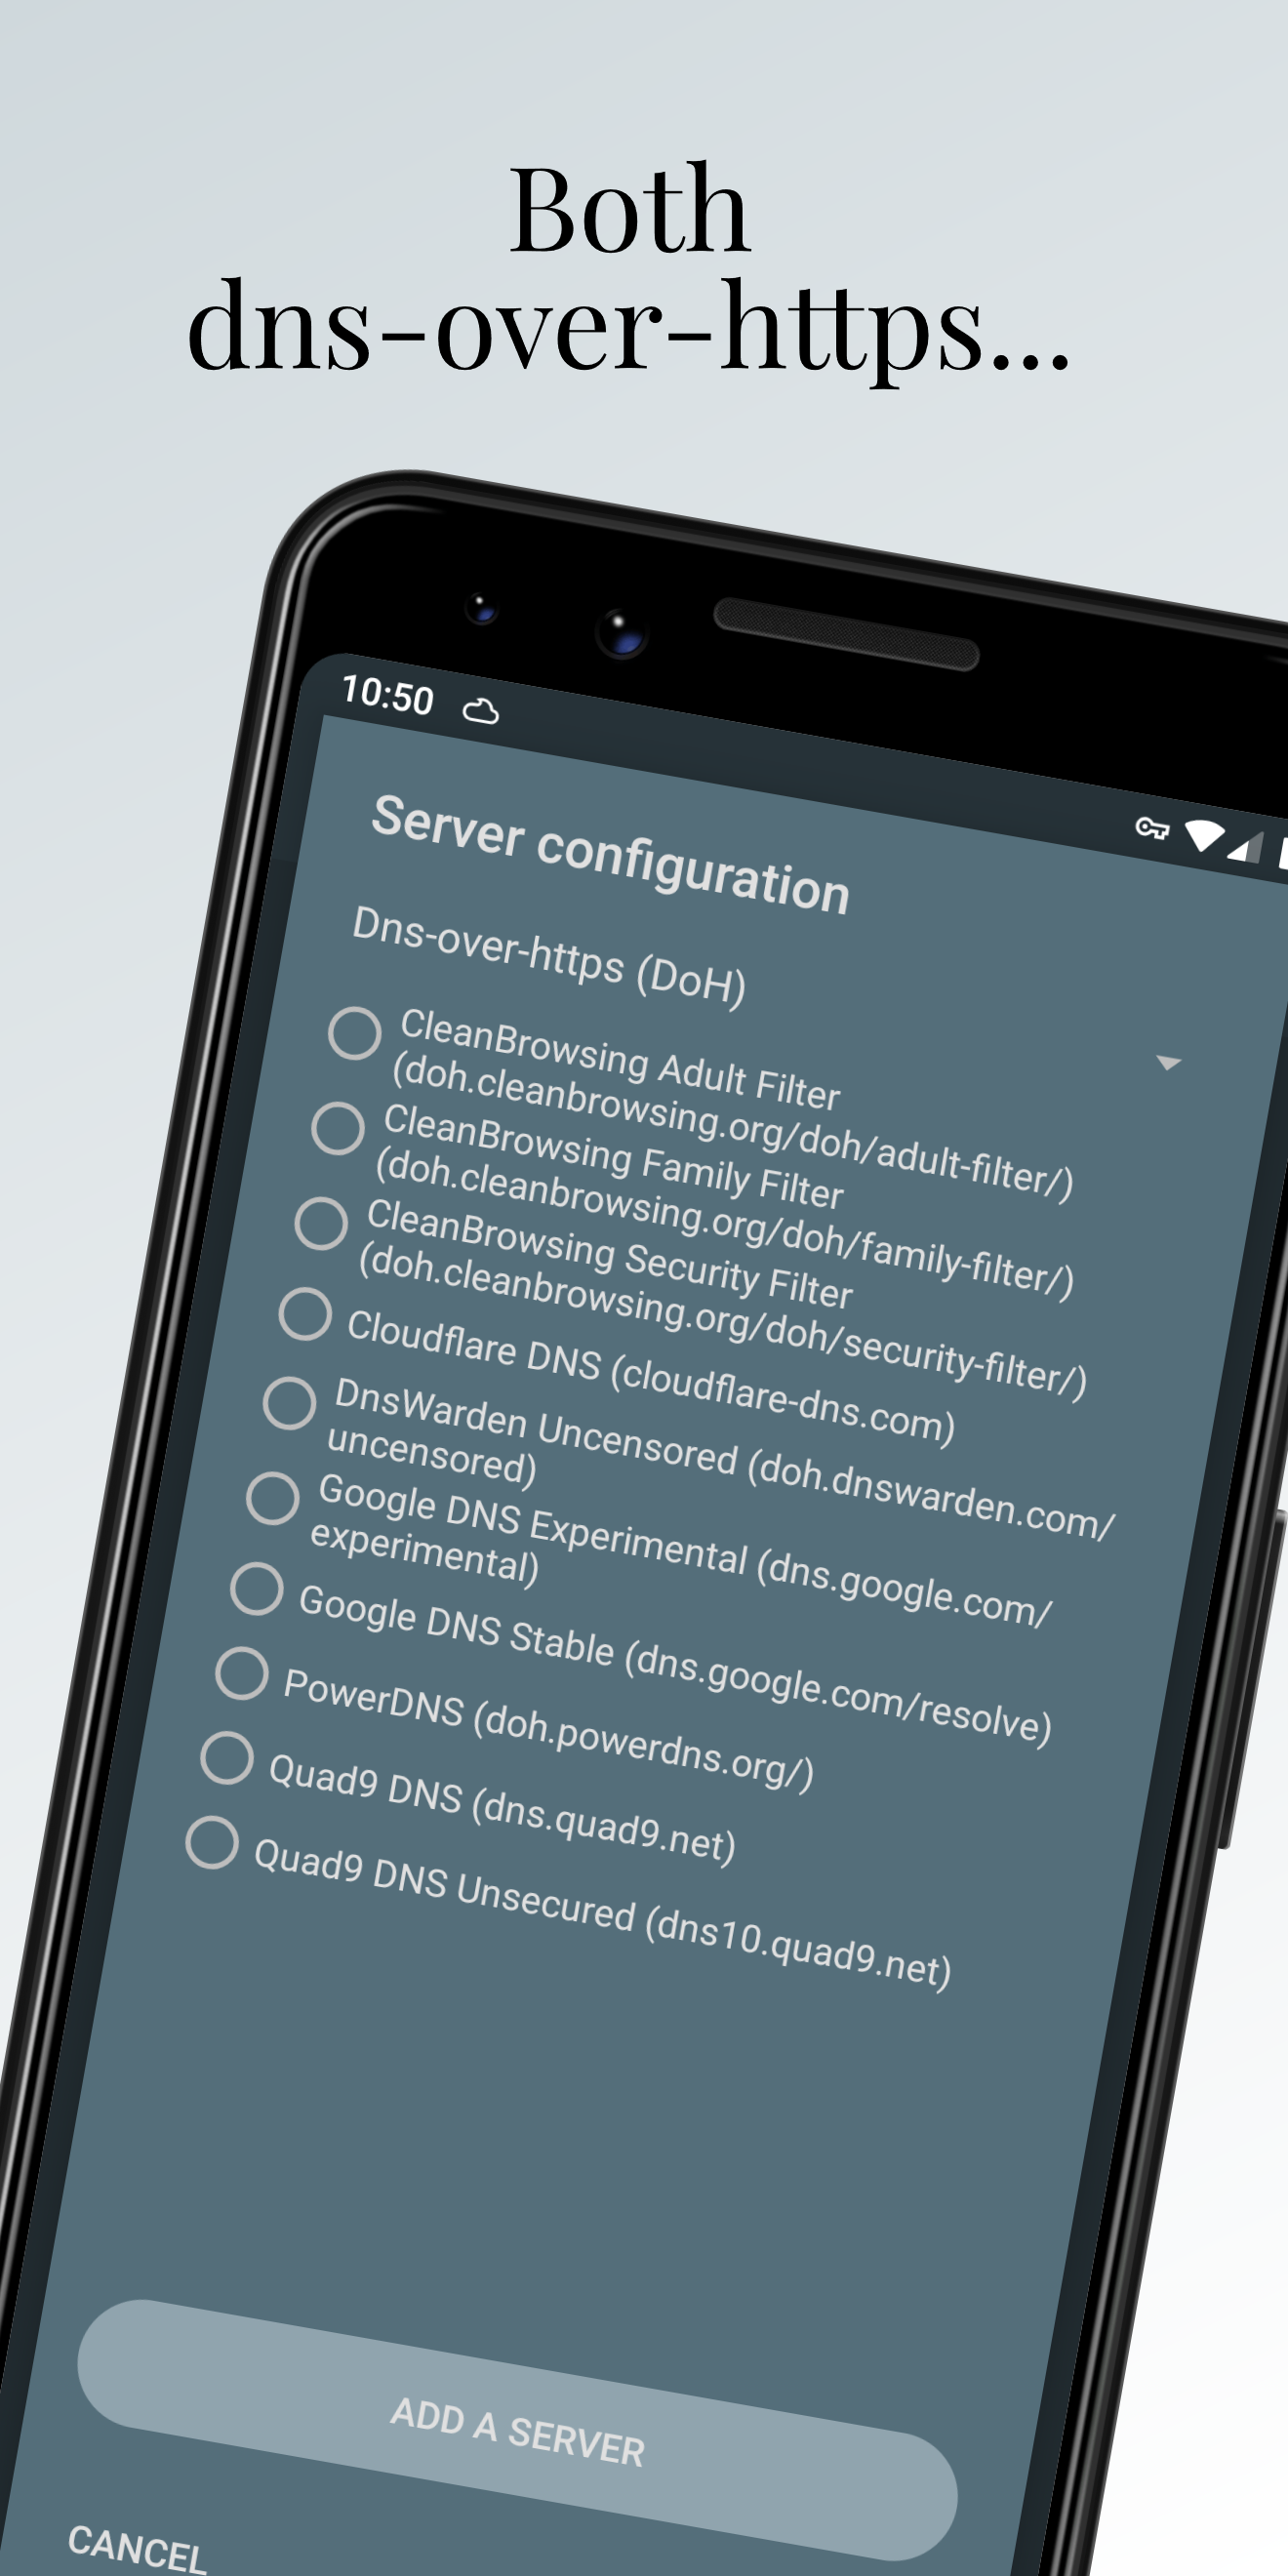 Both
dns-over-https...
10:50
Server configuration
Dns-over-https (DoH)
CleanBrowsing Adult Filter
(doh.cleanbrowsing.org/doh/adult-filter/)
CleanBrowsing Family Filter
(doh.cleanbrowsing.org/doh/family-filter/)
CleanBrowsing Security Filter
(doh.cleanbrowsing.org/doh/security-filter/)
Cloudflare DNS (cloudflare-dns.com)
DnsWarden Uncensored (doh.dnswarden.com/
uncensored)
Google DNS Experimental (dns.google.com/
experimental)
Google DNS Stable (dns.google.com/resolve)
PowerDNS (doh.powerdns.org/)
Quad9 DNS (dns.quad9.net)
Quad9 DNS Unsecured (dns10.quad9.net)
ADD A SERVER
CANCEL